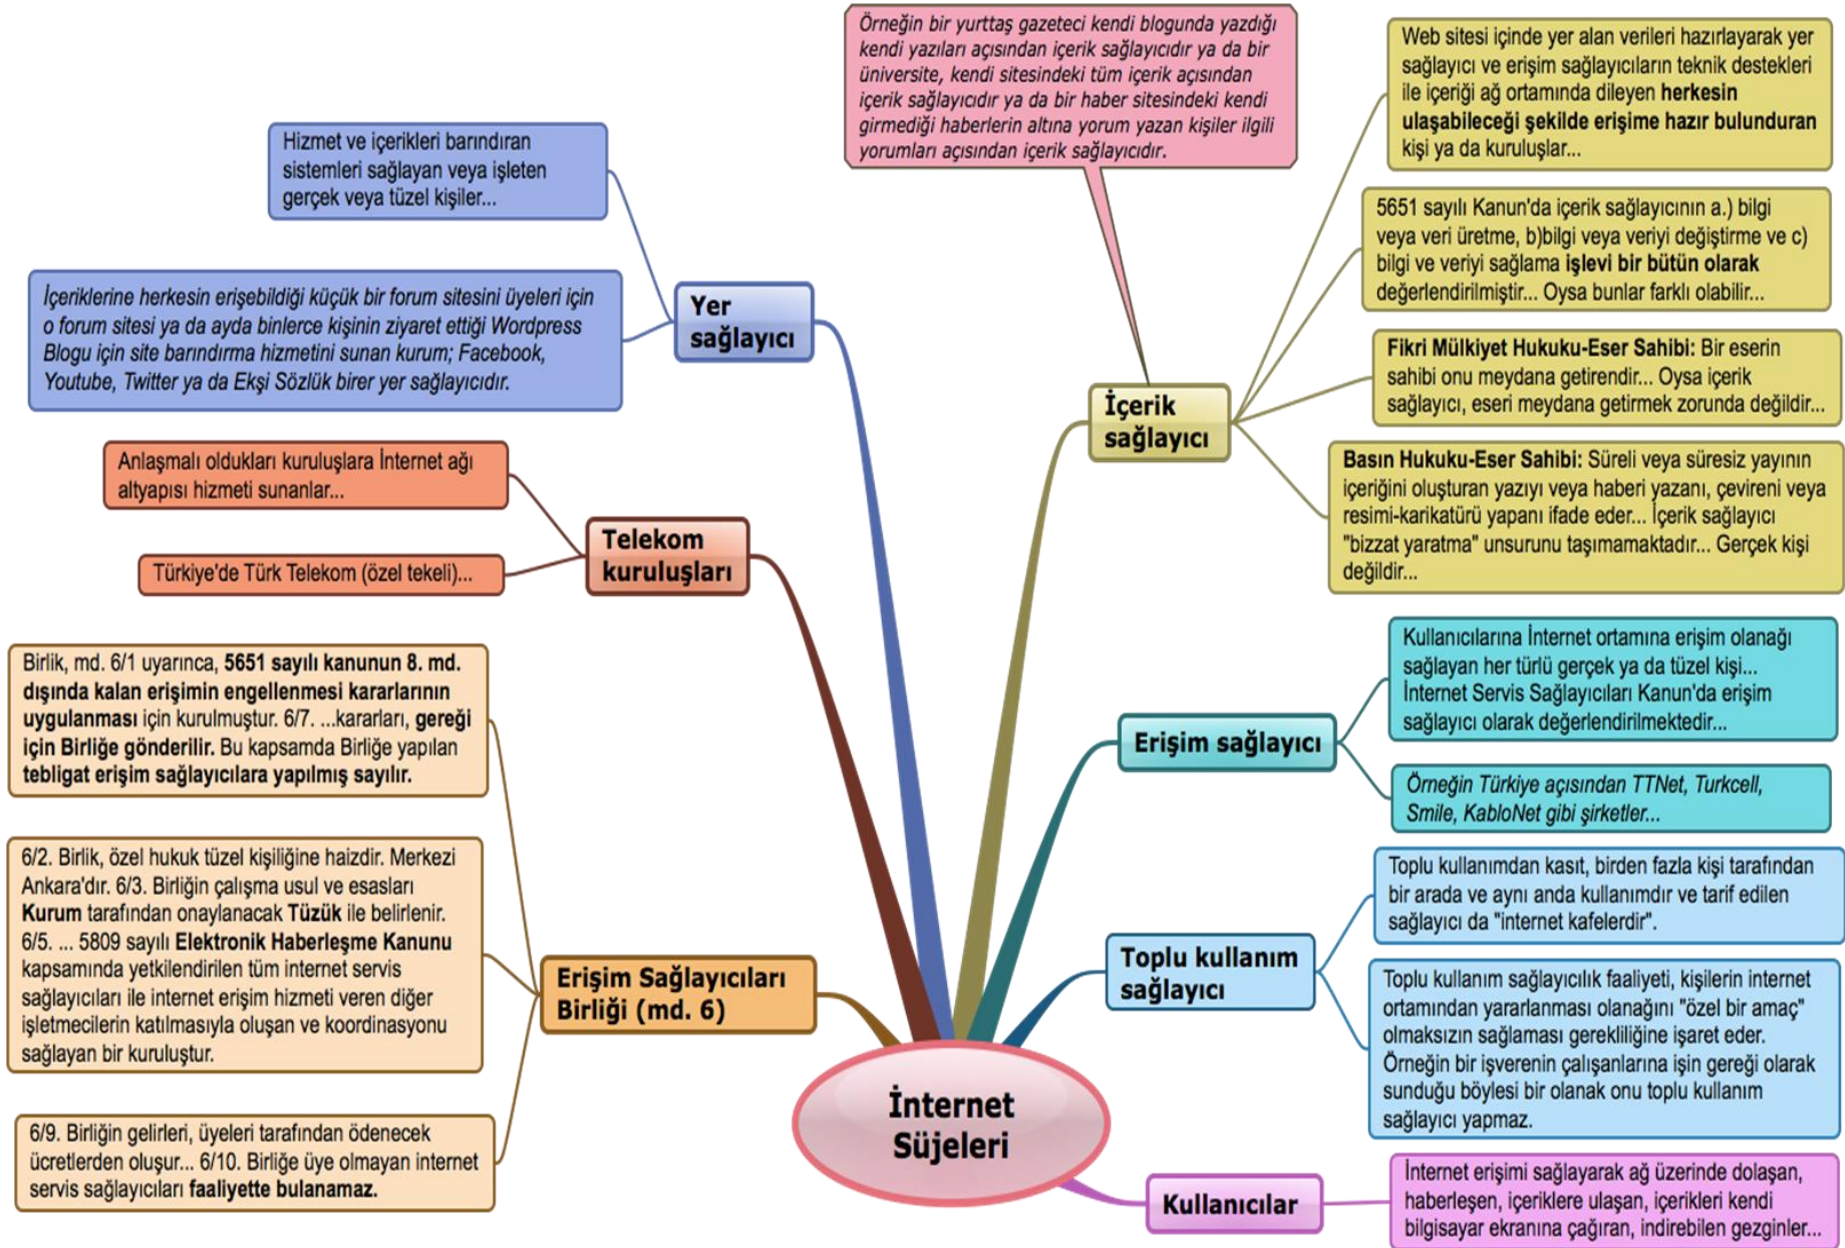 Örneğin bir yurttaş gazeteci kendi blogunda yazdığı
kendi yazıları açısından içerik sağlayıcıdır ya da bir
üniversite, kendi sitesindeki tüm içerik açısından
içerik sağlayıcıdır ya da bir haber sitesindeki kendi
girmediği haberlerin altına yorum yazan kişiler ilgili
yorumları açısından içerik sağlayıcıdır.
Hizmet ve içerikleri barındıran
sistemleri sağlayan veya işleten
gerçek veya tüzel kişiler...
İçeriklerine herkesin erişebildiği küçük bir forum sitesini üyeleri için
o forum sitesi ya da ayda binlerce kişinin ziyaret ettiği Wordpress
Blogu için site barındırma hizmetini sunan kurum; Facebook,
Youtube, Twitter ya da Ekşi Sözlük birer yer sağlayıcıdır.
Yer
sağlayıcı
Anlaşmalı oldukları kuruluşlara İnternet ağı
altyapısı hizmeti sunanlar...
Türkiye'de Türk Telekom (özel tekeli)...
Telekom
kuruluşları
Birlik, md. 6/1 uyarınca, 5651 sayılı kanunun 8. md.
dışında kalan erişimin engellenmesi kararlarının
uygulanması için kurulmuştur. 6/7. ...kararları, gereği
için Birliğe gönderilir. Bu kapsamda Birliğe yapılan
tebligat erişim sağlayıcılara yapılmış sayılır.
6/2. Birlik, özel hukuk tüzel kişiliğine haizdir. Merkezi
Ankara'dır. 6/3. Birliğin çalışma usul ve esasları
Kurum tarafından onaylanacak Tüzük ile belirlenir.
6/5. ... 5809 sayılı Elektronik Haberleşme Kanunu
kapsamında yetkilendirilen tüm internet servis
sağlayıcıları ile internet erişim hizmeti veren diğer
işletmecilerin katılmasıyla oluşan ve koordinasyonu
sağlayan bir kuruluştur.
6/9. Birliğin gelirleri, üyeleri tarafından ödenecek
ücretlerden oluşur... 6/10. Birliğe üye olmayan internet
servis sağlayıcıları faaliyette bulunamaz.
Erişim Sağlayıcıları
Birliği (md. 6)
İnternet
Süjeleri
İçerik
sağlayıcı
Web sitesi içinde yer alan verileri hazırlayarak yer
sağlayıcı ve erişim sağlayıcıların teknik destekleri
ile içeriği ağ ortamında dileyen herkesin
ulaşabileceği şekilde erişime hazır bulunduran
kişi ya da kuruluşlar...
5651 sayılı Kanun'da içerik sağlayıcının a.) bilgi
veya veri üretme, b)bilgi veya veriyi değiştirme ve c)
bilgi ve veriyi sağlama işlevi bir bütün olarak
değerlendirilmiştir... Oysa bunlar farklı olabilir...
Fikri Mülkiyet Hukuku-Eser Sahibi: Bir eserin
sahibi onu meydana getirendir... Oysa içerik
sağlayıcı, eseri meydana getirmek zorunda değildir...
Basın Hukuku-Eser Sahibi: Süreli veya süresiz yayının
içeriğini oluşturan yazıyı veya haberi yazanı, çevireni veya
resimi-karikatürü yapanı ifade eder... İçerik sağlayıcı
"bizzat yaratma" unsurunu taşımamaktadır... Gerçek kişi
değildir...
Erişim sağlayıcı
Kullanıcılarına İnternet ortamına erişim olanağı
sağlayan her türlü gerçek ya da tüzel kişi...
İnternet Servis Sağlayıcıları Kanun'da erişim
sağlayıcı olarak değerlendirilmektedir...
Örneğin Türkiye açısından TTNet, Turkcell,
Smile, KabloNet gibi şirketler...
Toplu kullanım
sağlayıcı
Toplu kullanımdan kasıt, birden fazla kişi tarafından
bir arada ve aynı anda kullanımdır ve tarif edilen
sağlayıcı da "internet kafelerdir".
Toplu kullanım sağlayıcılık faaliyeti, kişilerin internet
ortamından yararlanması olanağını "özel bir amaç"
olmaksızın sağlaması gerekliliğine işaret eder.
Örneğin bir işverenin çalışanlarına işin gereği olarak
sunduğu böylesi bir olanak onu toplu kullanım
sağlayıcı yapmaz.
Kullanıcılar
İnternet erişimi sağlayarak ağ üzerinde dolaşan,
haberleşen, içeriklere ulaşan, içerikleri kendi
bilgisayar ekranına çağıran, indirebilen gezginler...